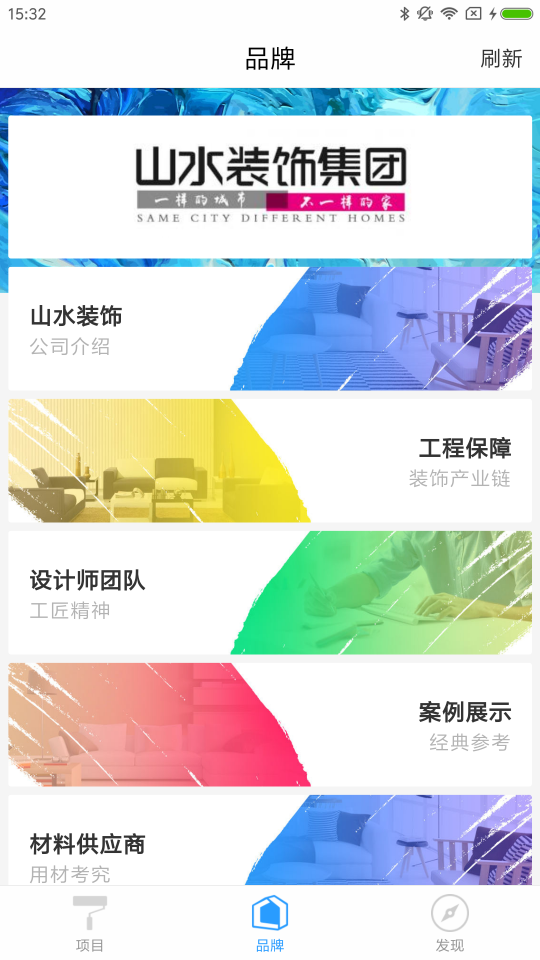 15:32
品牌
刷新
山水装饰集团
一样的城市 不一样的家
SAME CITY DIFFERENT HOMES
山水装饰
公司介绍
工程保障
装饰产业链
设计师团队
工匠精神
案例展示
经典参考
材料供应商
用材考究
项目
品牌
发现